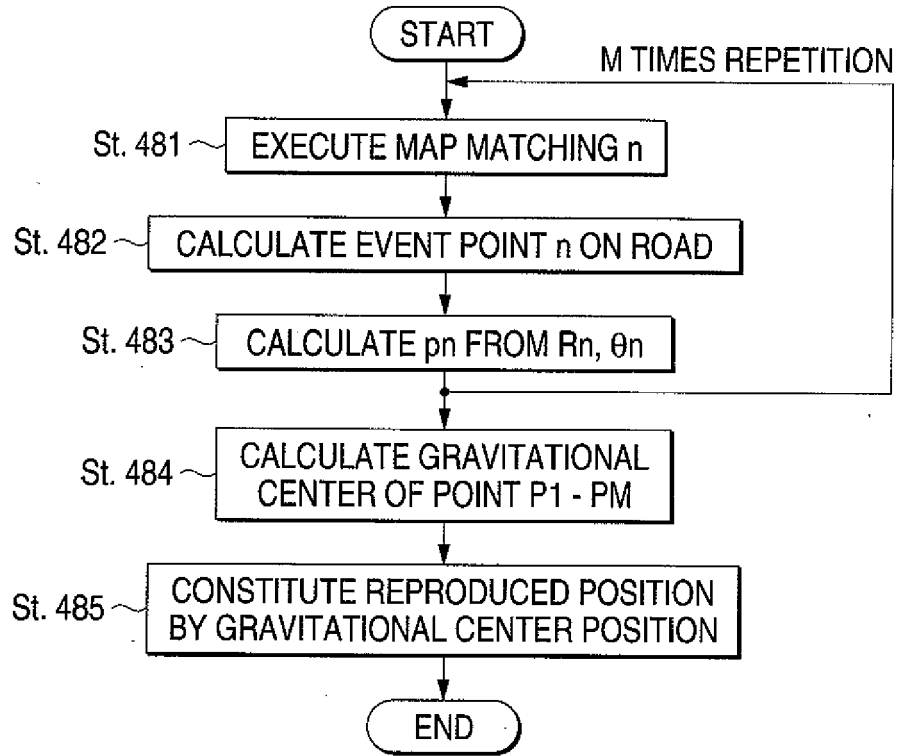 START
M TIMES REPETITION
St. 481
EXECUTE MAP MATCHING n
St. 482
CALCULATE EVENT POINT n ON ROAD
St. 483
CALCULATE pn FROM Rn, θn
St. 484
CALCULATE GRAVITATIONAL
CENTER OF POINT P1 - PM
St. 485
CONSTITUTE REPRODUCED POSITION
BY GRAVITATIONAL CENTER POSITION
END